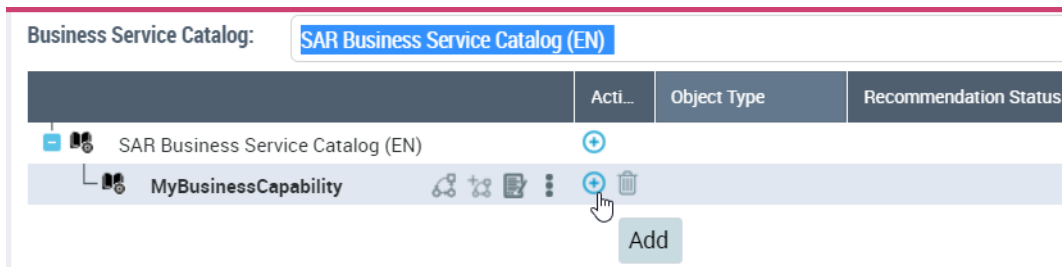 Business Service Catalog: SAR Business Service Catalog (EN)
Acti... Object Type Recommendation Status
SAR Business Service Catalog (EN)
MyBusinessCapability
Add